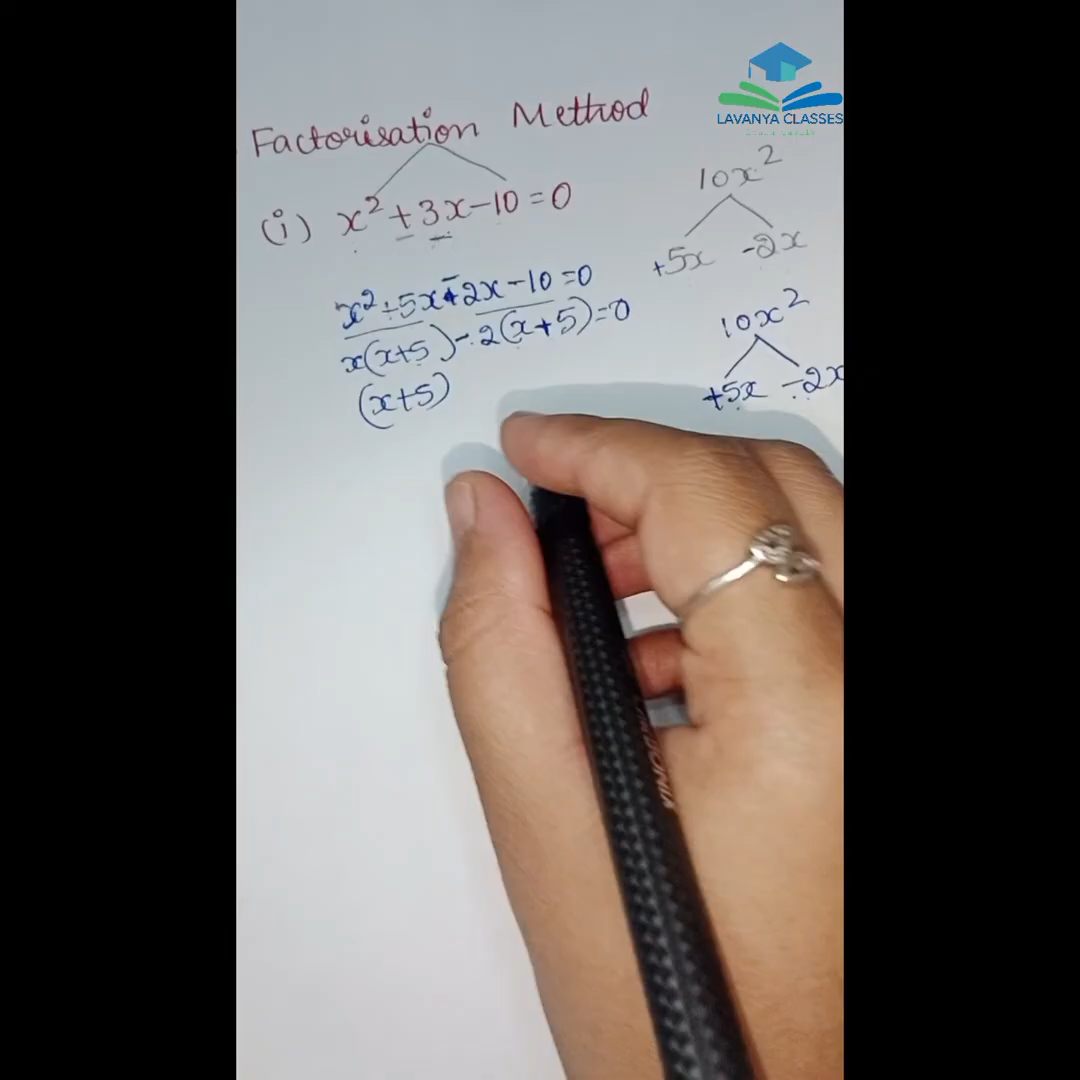 LAVANYA CLASSES
Factorisation Method
(i) x² + 3x - 10 = 0
10x²
+5x -2x
x² + 5x - 2x - 10 = 0
x(x+5) - 2(x+5) = 0
(x+5)
10x²
+5x -2x